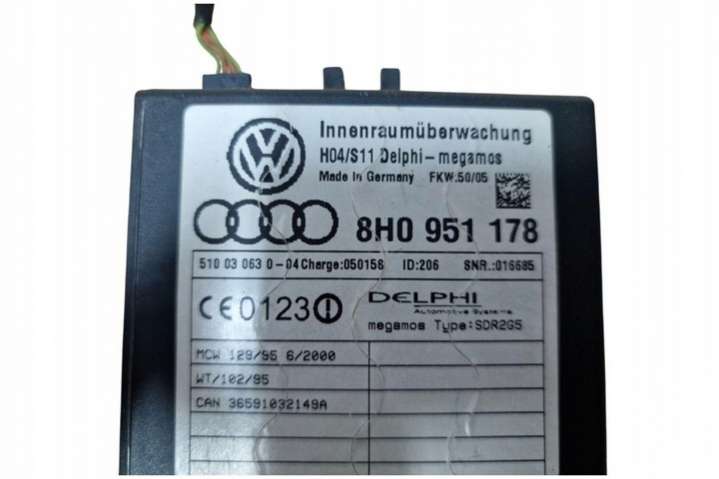 Innenraumüberwachung
H04/S11 Delphi-megamos
Made in Germany FKW:50/05
8H0 951 178
510 03 063 0-04 Charge:050158 ID:206 SNR.:016685
CE0123!
DELPHI
Automotive Systems
megamos Type:SDR2G5
MCW 129/95 6/2000
WT/102/95
CAN 36591032149A